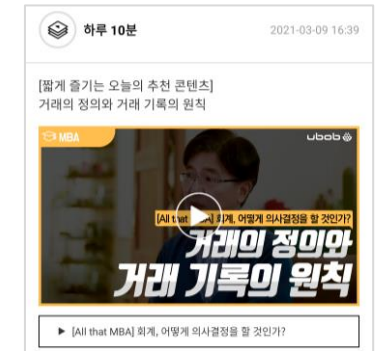 하루 10분
2021-03-09 16:39
[짧게 즐기는 오늘의 추천 콘텐츠]
거래의 정의와 거래 기록의 원칙
MBA
ubob
[All that MBA] 회계, 어떻게 의사결정을 할 것인가?
거래의 정의와
거래 기록의 원칙
▶ [All that MBA] 회계, 어떻게 의사결정을 할 것인가?